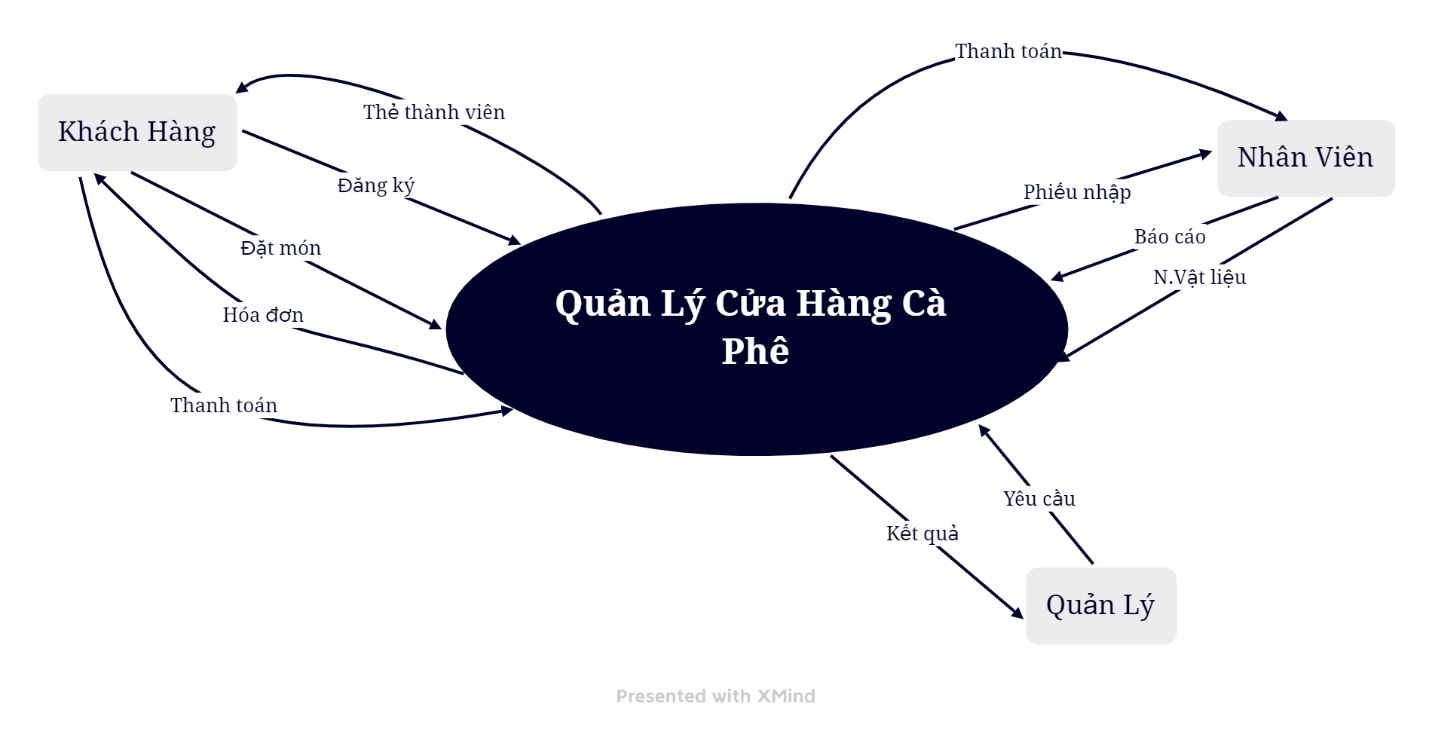 Thanh toán
Khách Hàng
Thẻ thành viên
Nhân Viên
Đăng ký
Phiếu nhập
Báo cáo
Đặt món
N.Vật liệu
Hóa đơn
Quản Lý Cửa Hàng Cà
Phê
Thanh toán
Yêu cầu
Kết quả
Quản Lý
Presented with XMind